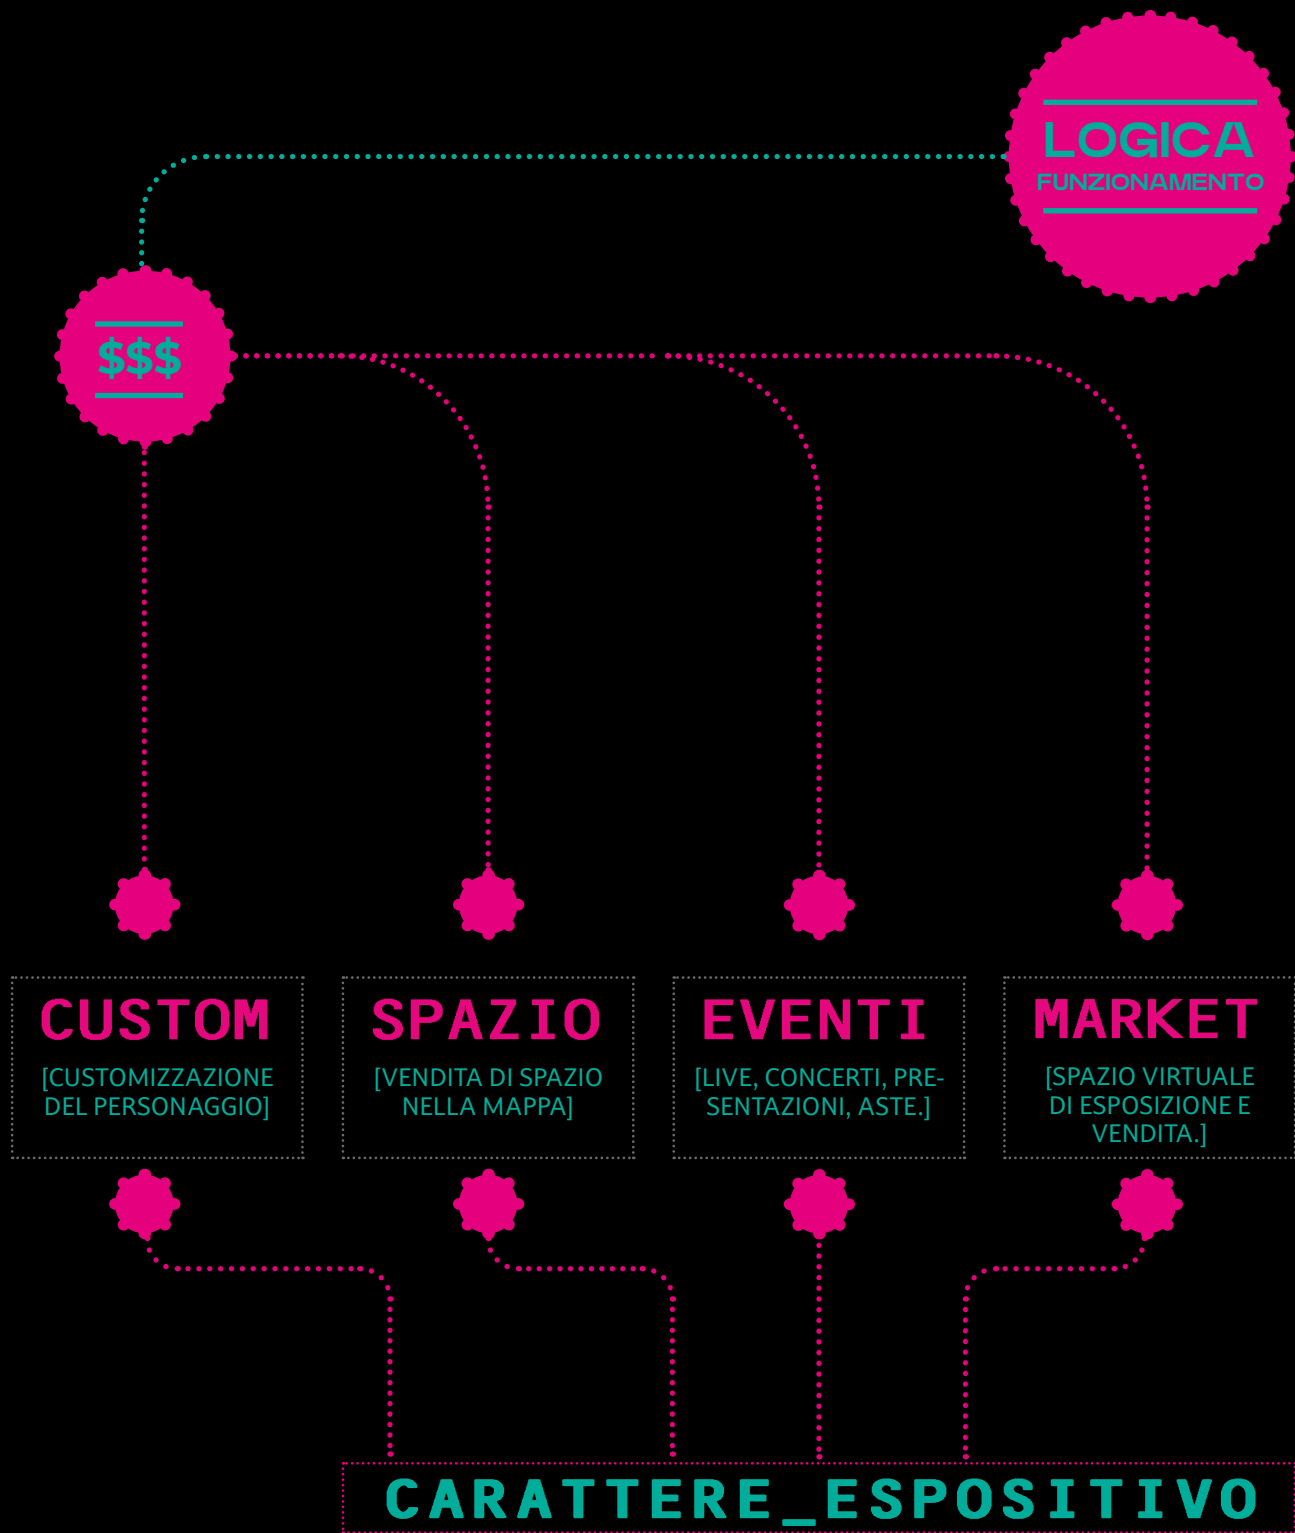 LOGICA
FUNZIONAMENTO
$$$
CUSTOM
[CUSTOMIZZAZIONE
DEL PERSONAGGIO]
SPAZIO
[VENDITA DI SPAZIO
NELLA MAPPA]
EVENTI
[LIVE, CONCERTI, PRE-
SENTAZIONI, ASTE.]
MARKET
[SPAZIO VIRTUALE
DI ESPOSIZIONE E
VENDITA.]
CARATTERE_ESPOSITIVO